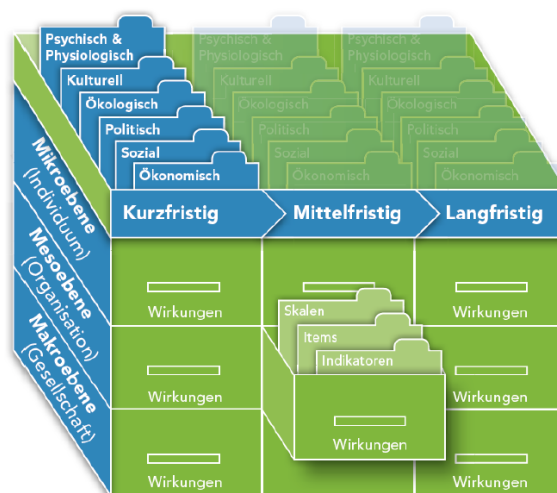 Psychisch &
Physiologisch
Kulturell
Ökologisch
Politisch
Sozial
Ökonomisch
Psychisch &
Physiologisch
Kulturell
Ökologisch
Politisch
Sozial
Ökonomisch
Psychisch &
Physiologisch
Kulturell
Ökologisch
Politisch
Sozial
Ökonomisch
Kurzfristig
Mittelfristig
Langfristig
Mikroebene
(Individuum)
Mesoebene
(Organisation)
Makroebene
(Gesellschaft)
Wirkungen
Wirkungen
Skalen
Items
Indikatoren
Wirkungen
Wirkungen
Wirkungen
Wirkungen
Wirkungen